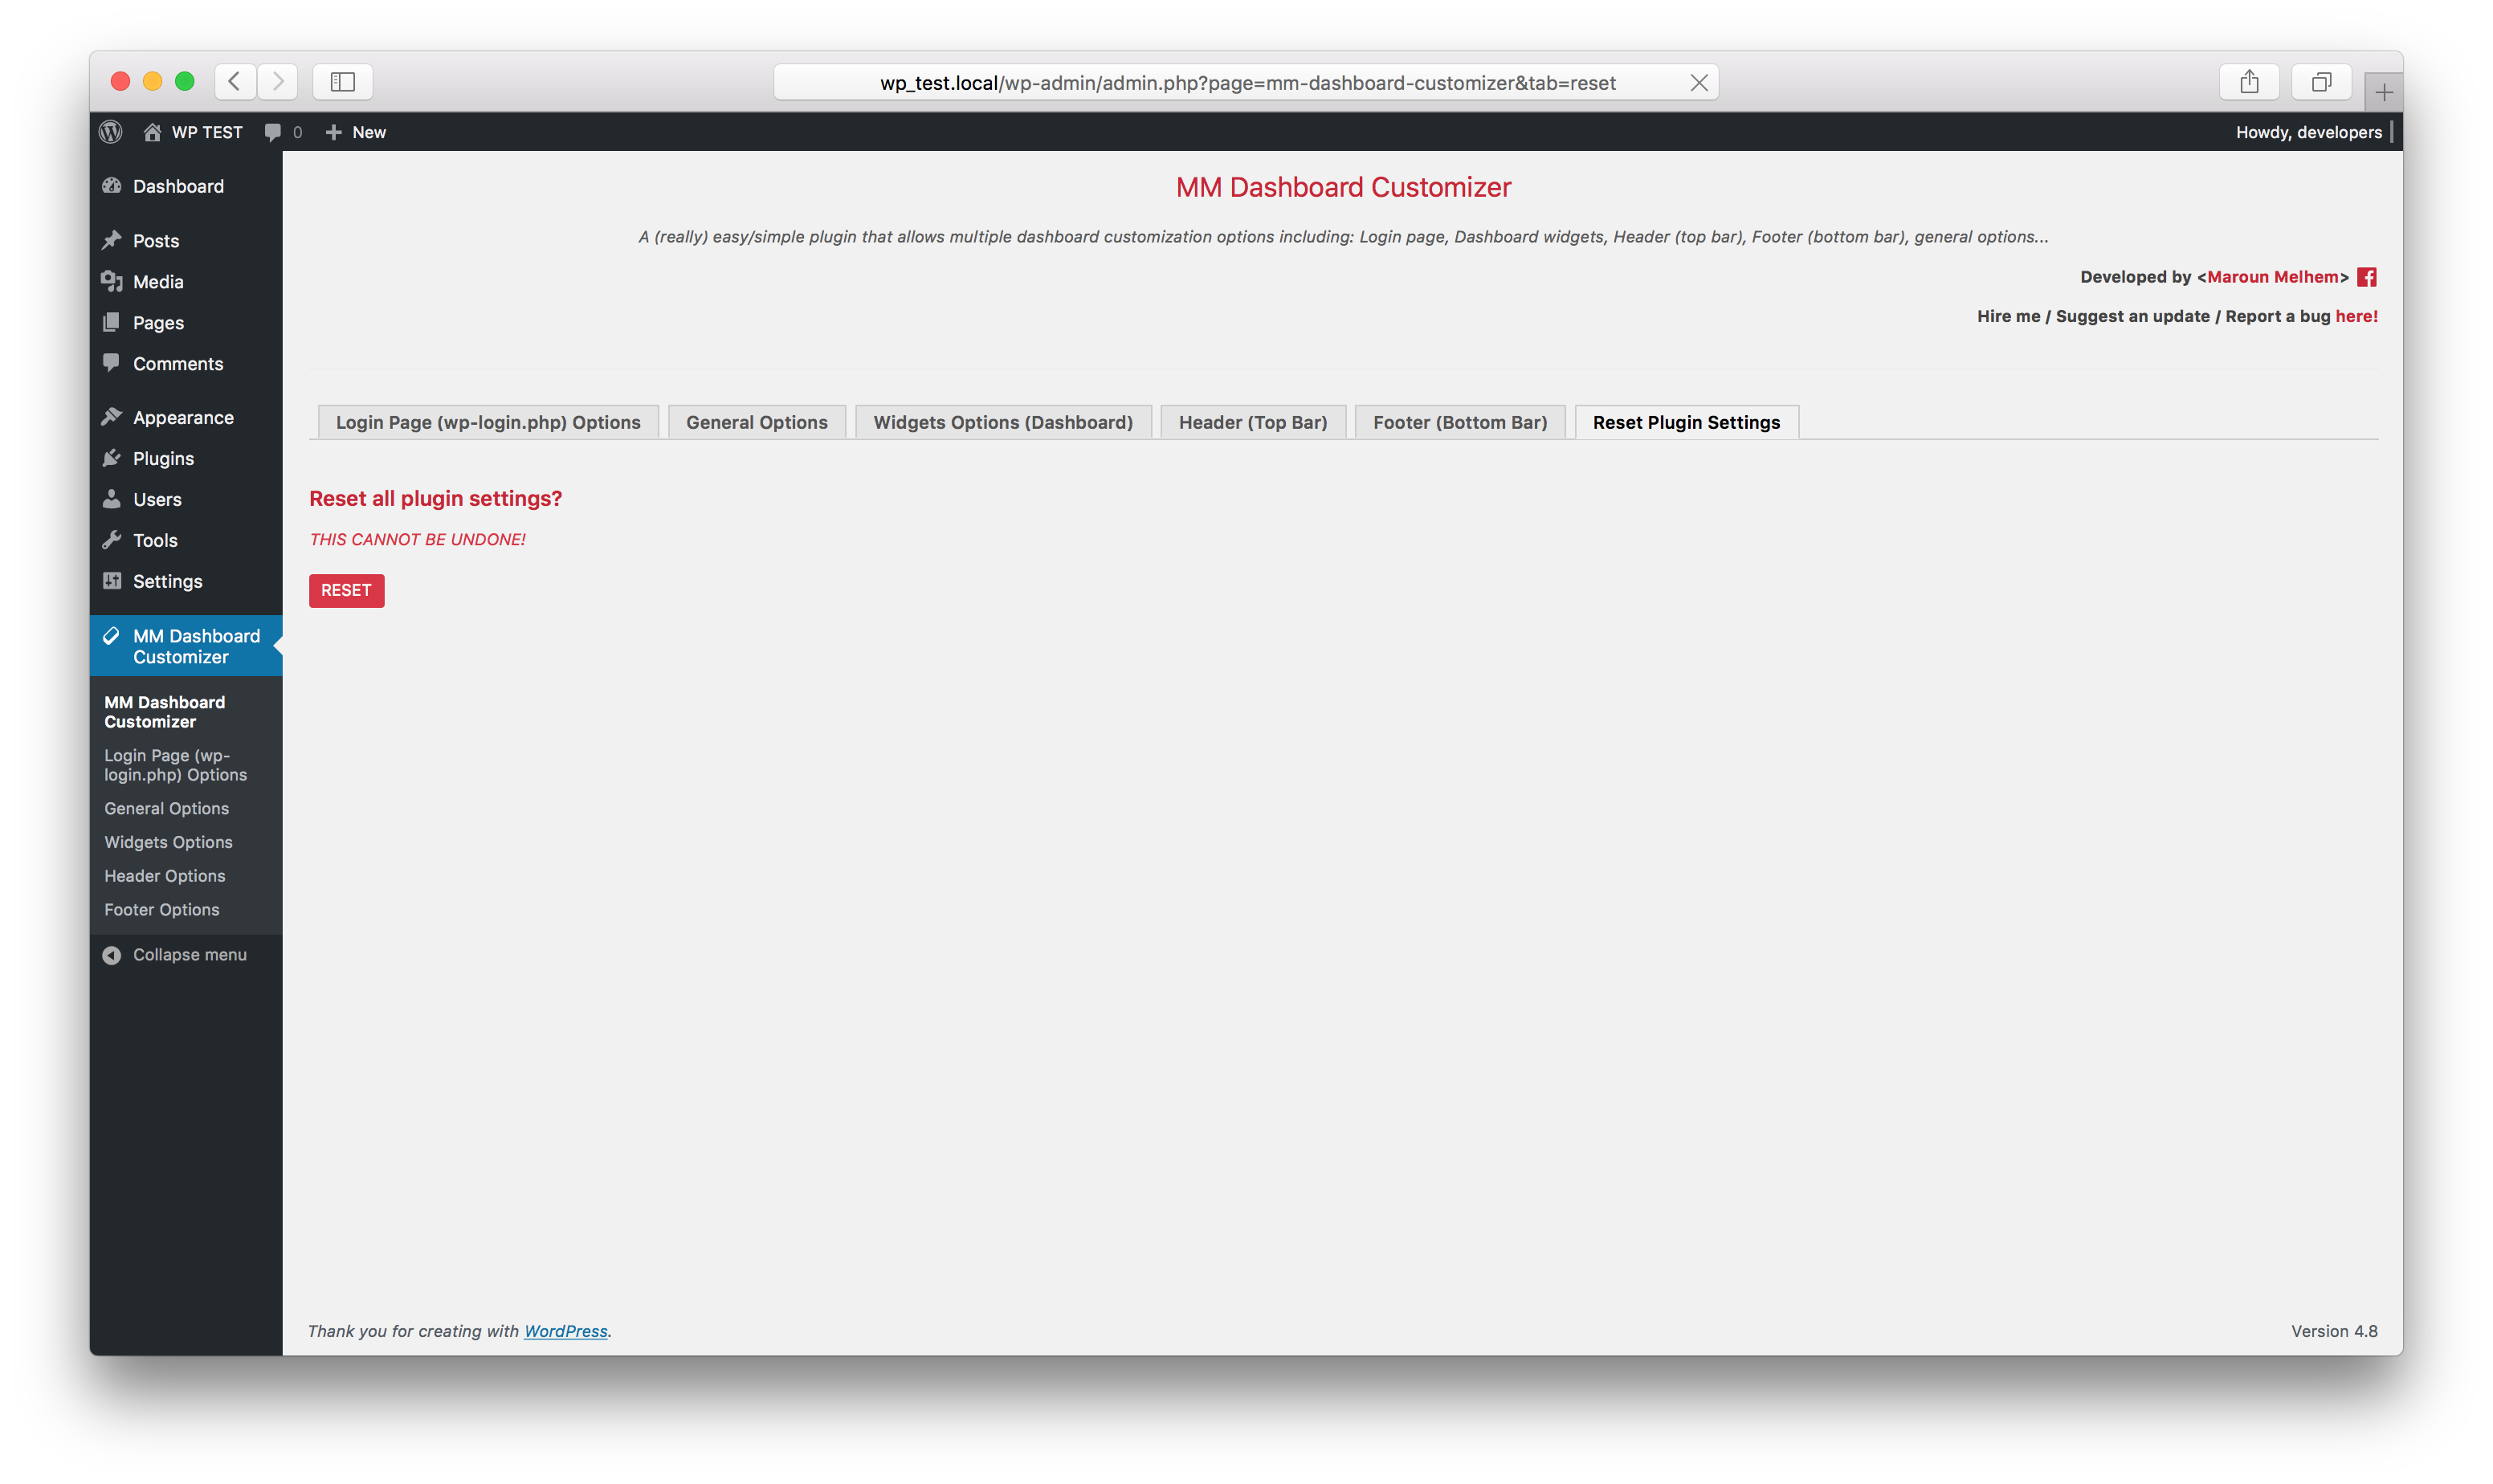 wp_test.local/wp-admin/admin.php?page=mm-dashboard-customizer&tab=reset
WP TEST 0 New
Howdy, developers
Dashboard
Posts
Media
Pages
Comments
Appearance
Plugins
Users
Tools
Settings
MM Dashboard
Customizer
MM Dashboard
Customizer
Login Page (wp-
login.php) Options
General Options
Widgets Options
Header Options
Footer Options
Collapse menu
MM Dashboard Customizer
A (really) easy/simple plugin that allows multiple dashboard customization options including: Login page, Dashboard widgets, Header (top bar), Footer (bottom bar), general options...
Developed by <Maroun Melhem>
Hire me / Suggest an update / Report a bug here!
Login Page (wp-login.php) Options General Options Widgets Options (Dashboard) Header (Top Bar) Footer (Bottom Bar) Reset Plugin Settings
Reset all plugin settings?
THIS CANNOT BE UNDONE!
RESET
Thank you for creating with WordPress.
Version 4.8